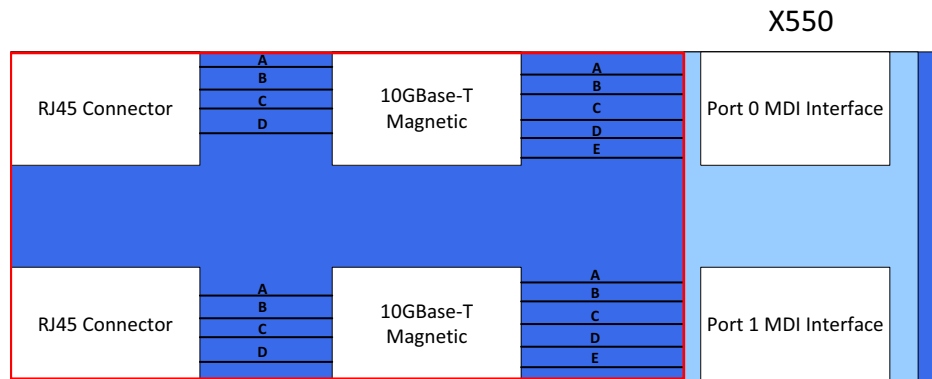 X550
RJ45 Connector
A
B
C
D
10GBase-T
Magnetic
A
B
C
D
E
Port 0 MDI Interface
RJ45 Connector
A
B
C
D
10GBase-T
Magnetic
A
B
C
D
E
Port 1 MDI Interface